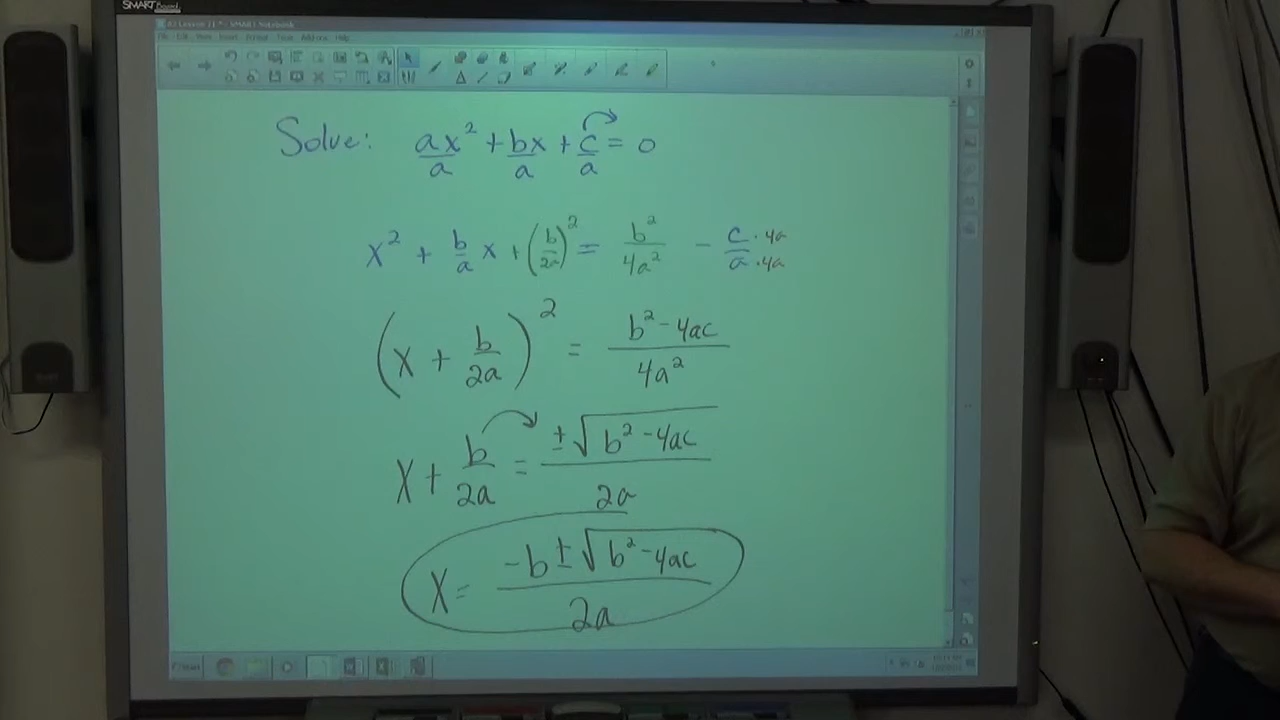 SMART Board
Solve: ax²/a + bx/a + c/a = 0
x² + b/a x + (b/2a)² = b²/4a² - c·4a/a·4a
(x + b/2a)² = b²-4ac/4a²
x + b/2a = ±√b²-4ac/2a
x = -b±√b²-4ac/2a